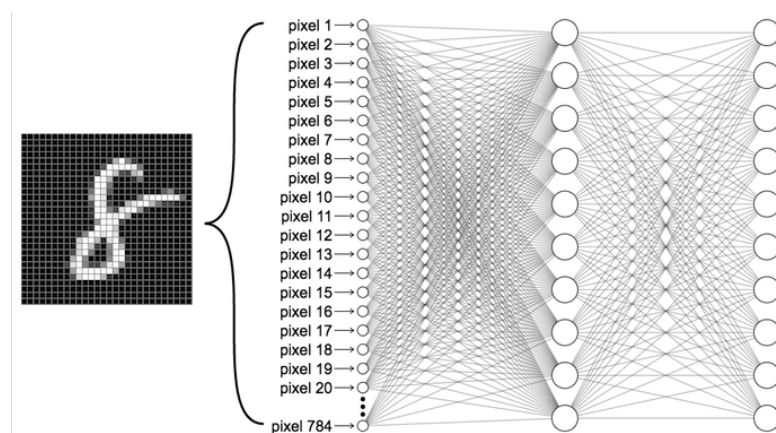 pixel 1
pixel 2
pixel 3
pixel 4
pixel 5
pixel 6
pixel 7
pixel 8
pixel 9
pixel 10
pixel 11
pixel 12
pixel 13
pixel 14
pixel 15
pixel 16
pixel 17
pixel 18
pixel 19
pixel 20
pixel 784